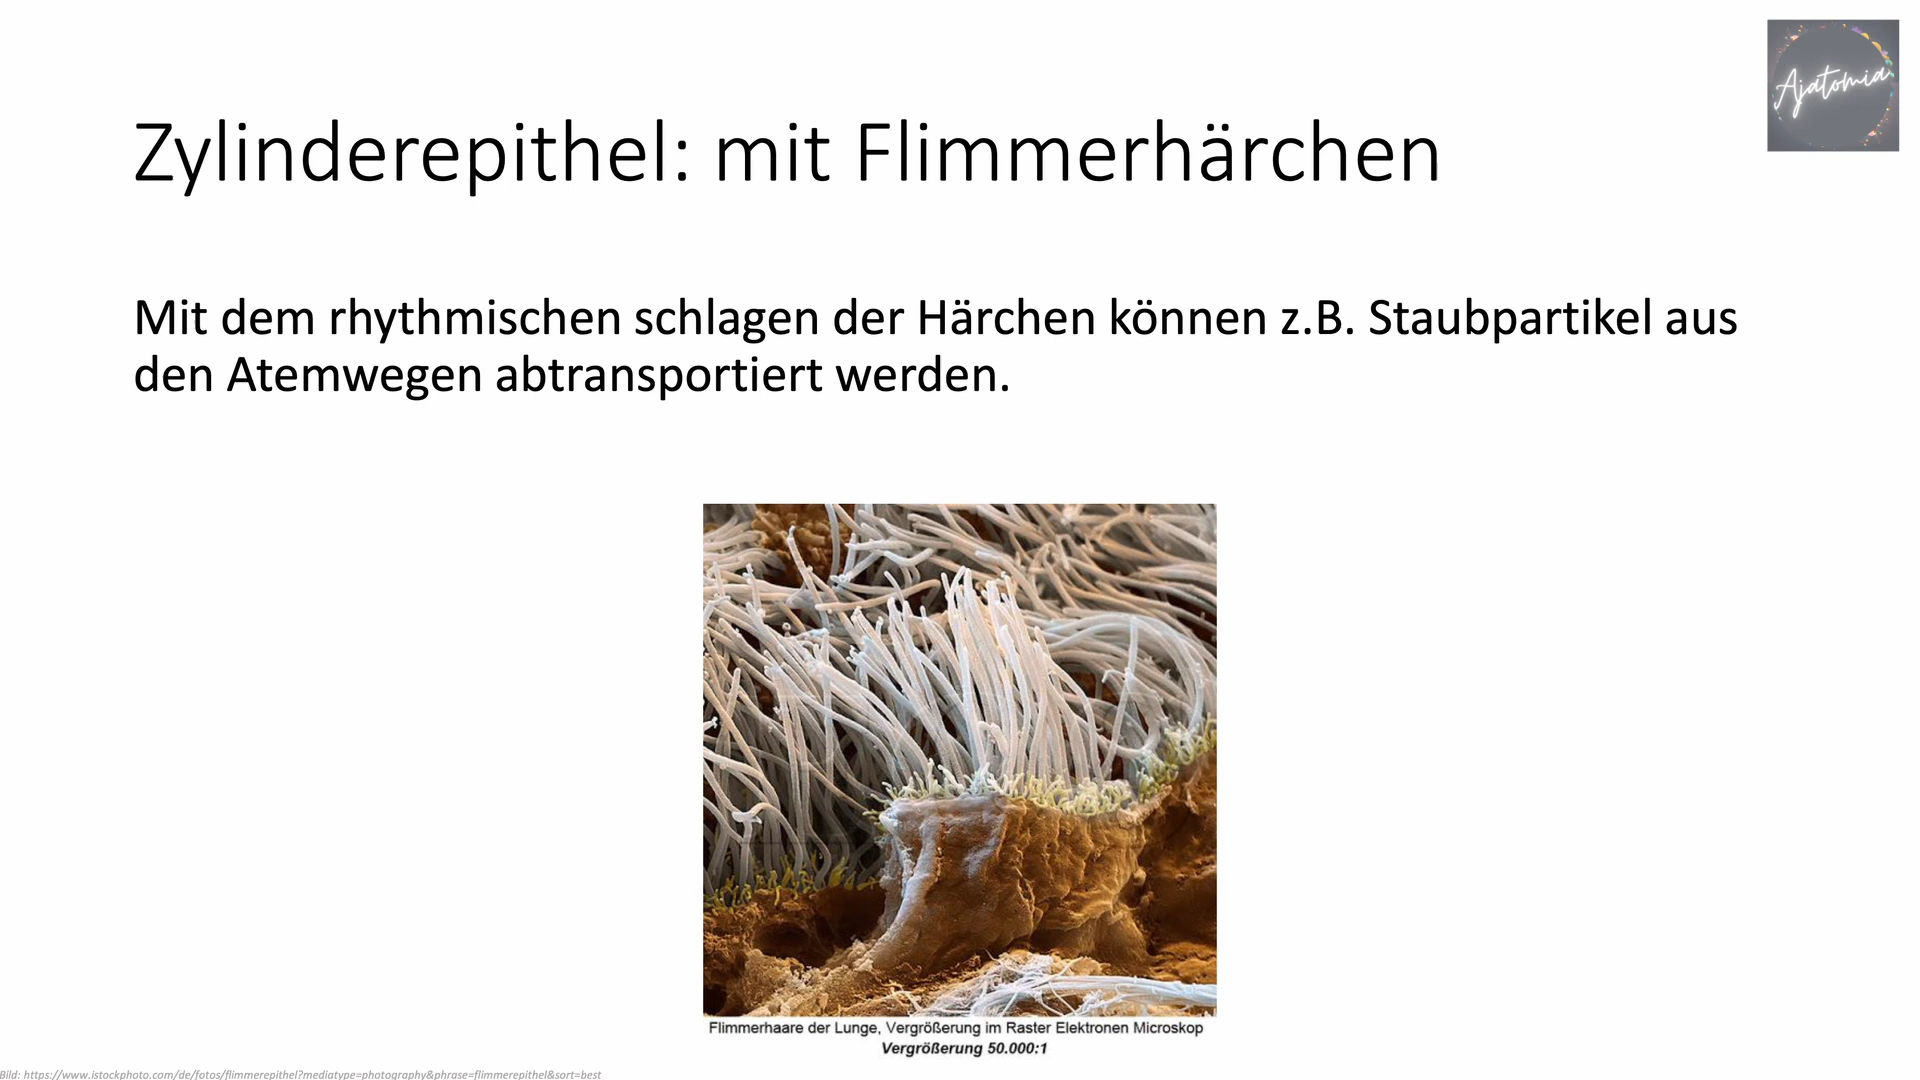 Ajatomia
Zylinderepithel: mit Flimmerhärchen
Mit dem rhythmischen schlagen der Härchen können z.B. Staubpartikel aus
den Atemwegen abtransportiert werden.
Flimmerhaare der Lunge, Vergrößerung im Raster Elektronen Microskop
Vergrößerung 50.000:1
Bild: https://www.istockphoto.com/de/fotos/flimmerepithel?mediatype=photography&phrase=flimmerepithel&sort=best